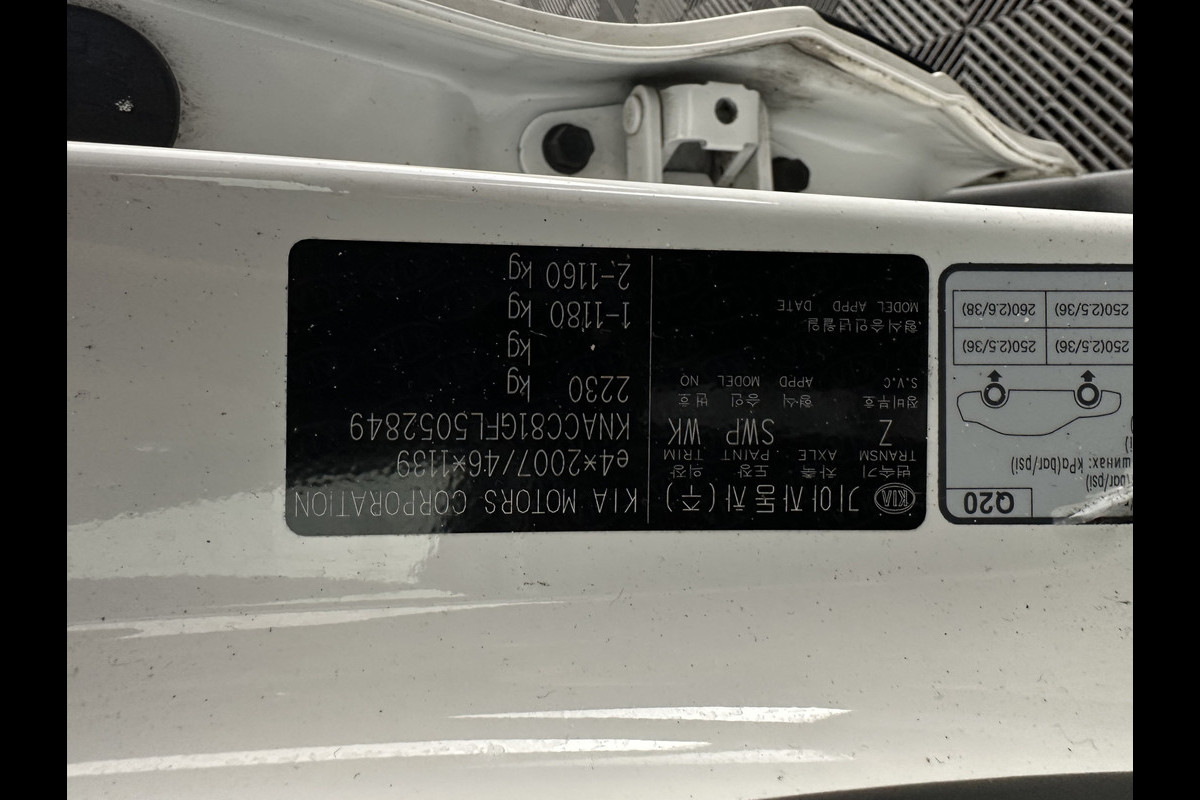 KIA 기아자동차(주)
변속기 차축 도장 의장
TRANSM AXLE PAINT TRIM
Z SWP WK
정비부호 형식 승인 번호
S.V.C APPD MODEL NO
형식승인년월일
MODEL APPD DATE
KIA MOTORS CORPORATION
e4*2007/46*1139
KNACC81GFL5052849
2230 kg
kg
1-1180 kg
2-1160 kg
Q20
(bar/psi)
шинах: kPa(bar/psi)
250(2.5/36) 250(2.5/36)
250(2.5/36) 260(2.6/38)